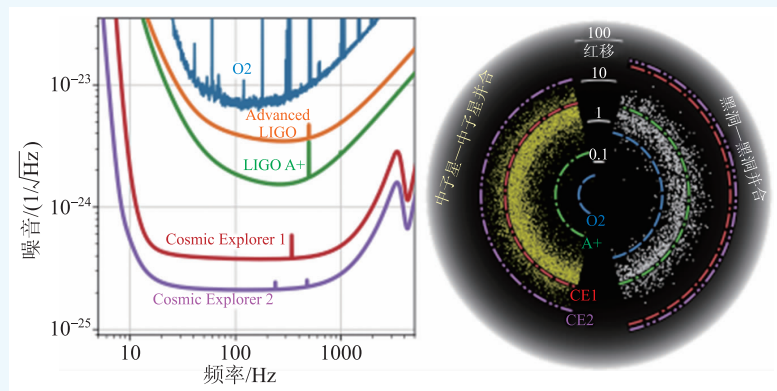 10⁻²³
10⁻²⁴
10⁻²⁵
噪音/(1/√Hz)
O2
Advanced
LIGO
LIGO A+
Cosmic Explorer 1
Cosmic Explorer 2
10
100
1000
频率/Hz
100
红移
10
1
0.1
中子星—中子星并合
黑洞—黑洞并合
O2
A+
CE1
CE2